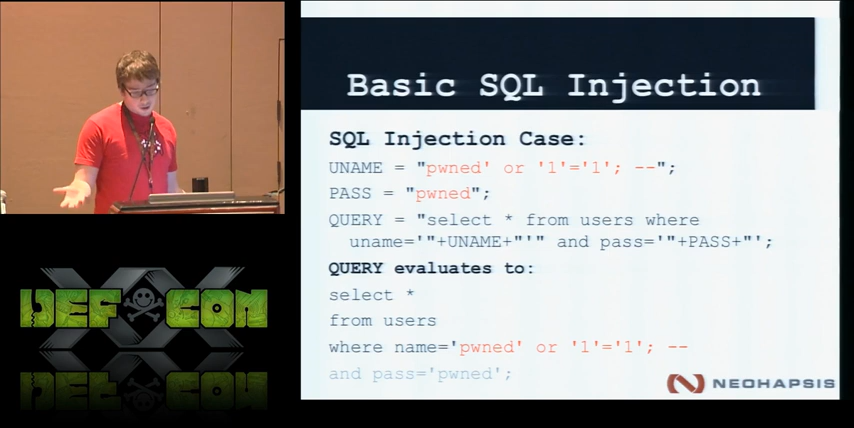 Basic SQL Injection
SQL Injection Case:
UNAME = "pwned' or '1'='1'; --";
PASS = "pwned";
QUERY = "select * from users where
uname='"+UNAME+"'" and pass='"+PASS+"';
QUERY evaluates to:
select *
from users
where name='pwned' or '1'='1'; --
and pass='pwned';
NEOHAPSIS
DEF CON
XX